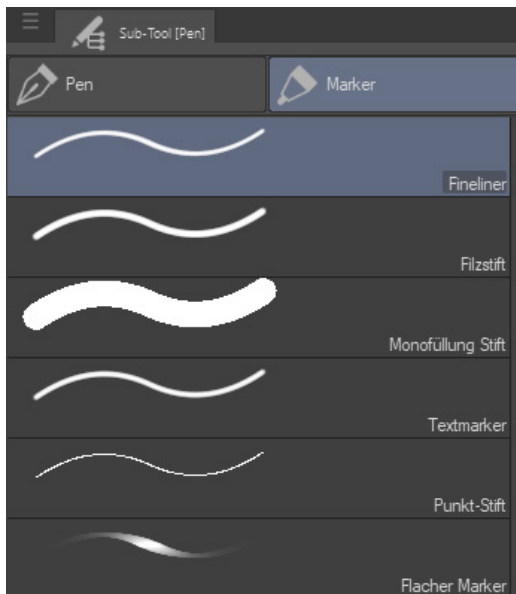 Sub-Tool [Pen]
Pen
Marker
Fineliner
Filzstift
Monofüllung Stift
Textmarker
Punkt-Stift
Flacher Marker